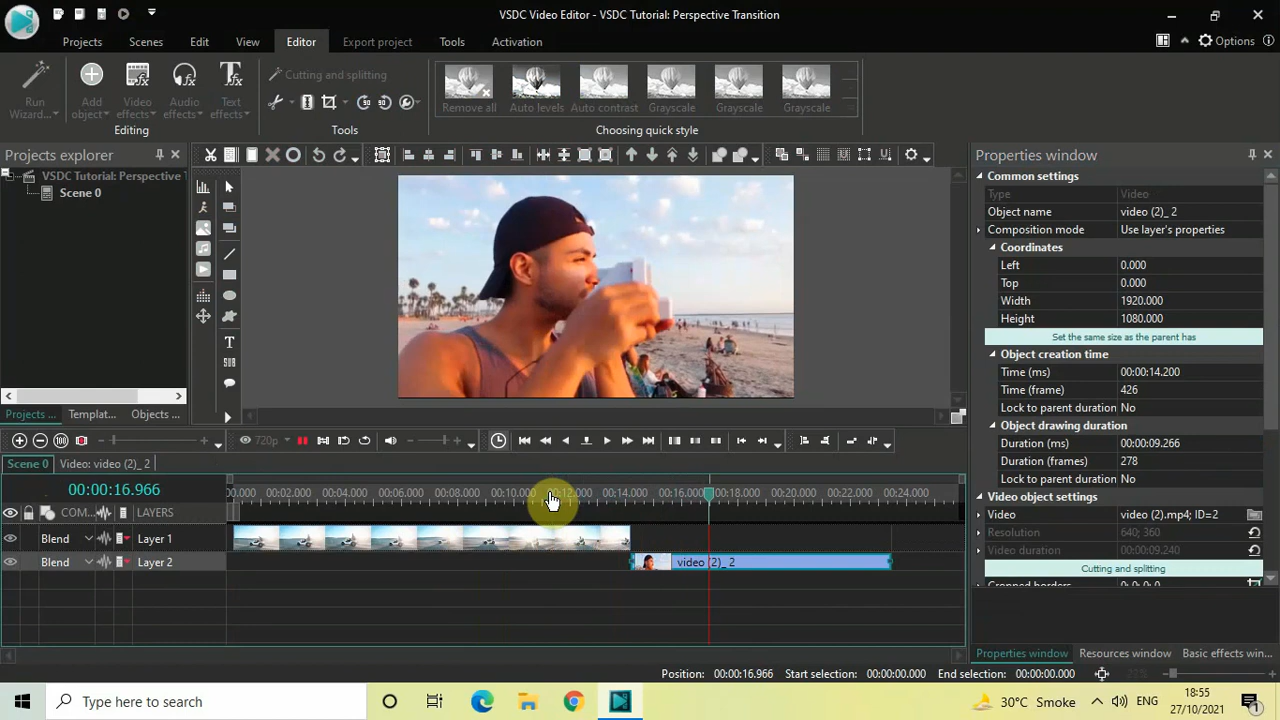 VSDC Video Editor - VSDC Tutorial: Perspective Transition
Projects Scenes Edit View Editor Export project Tools Activation
Options
Run Wizard...
Add object
Video effects
Audio effects
Text effects
Editing
Cutting and splitting
Tools
Remove all
Auto levels
Auto contrast
Grayscale
Grayscale
Grayscale
Choosing quick style
Projects explorer
VSDC Tutorial: Perspective T
Scene 0
Projects ... Templat... Objects ...
Properties window
Common settings
Type Video
Object name video (2)_ 2
Composition mode Use layer's properties
Coordinates
Left 0.000
Top 0.000
Width 1920.000
Height 1080.000
Set the same size as the parent has
Object creation time
Time (ms) 00:00:14.200
Time (frame) 426
Lock to parent duration No
Object drawing duration
Duration (ms) 00:00:09.266
Duration (frames) 278
Lock to parent duration No
Video object settings
Video video (2).mp4; ID=2
Resolution 640; 360
Video duration 00:00:09.240
Cutting and splitting
Cropped borders 0; 0; 0; 0
Properties window Resources window Basic effects win...
720p
Scene 0 Video: video (2)_ 2
00:00:16.966
00.000 00:02.000 00:04.000 00:06.000 00:08.000 00:10.000 00:12.000 00:14.000 00:16.000 00:18.000 00:20.000 00:22.000 00:24.000
COM... LAYERS
Blend Layer 1
Blend Layer 2 video (2)_ 2
Position: 00:00:16.966 Start selection: 00:00:00.000 End selection: 00:00:00.000
Type here to search
30°C Smoke
ENG
18:55
27/10/2021